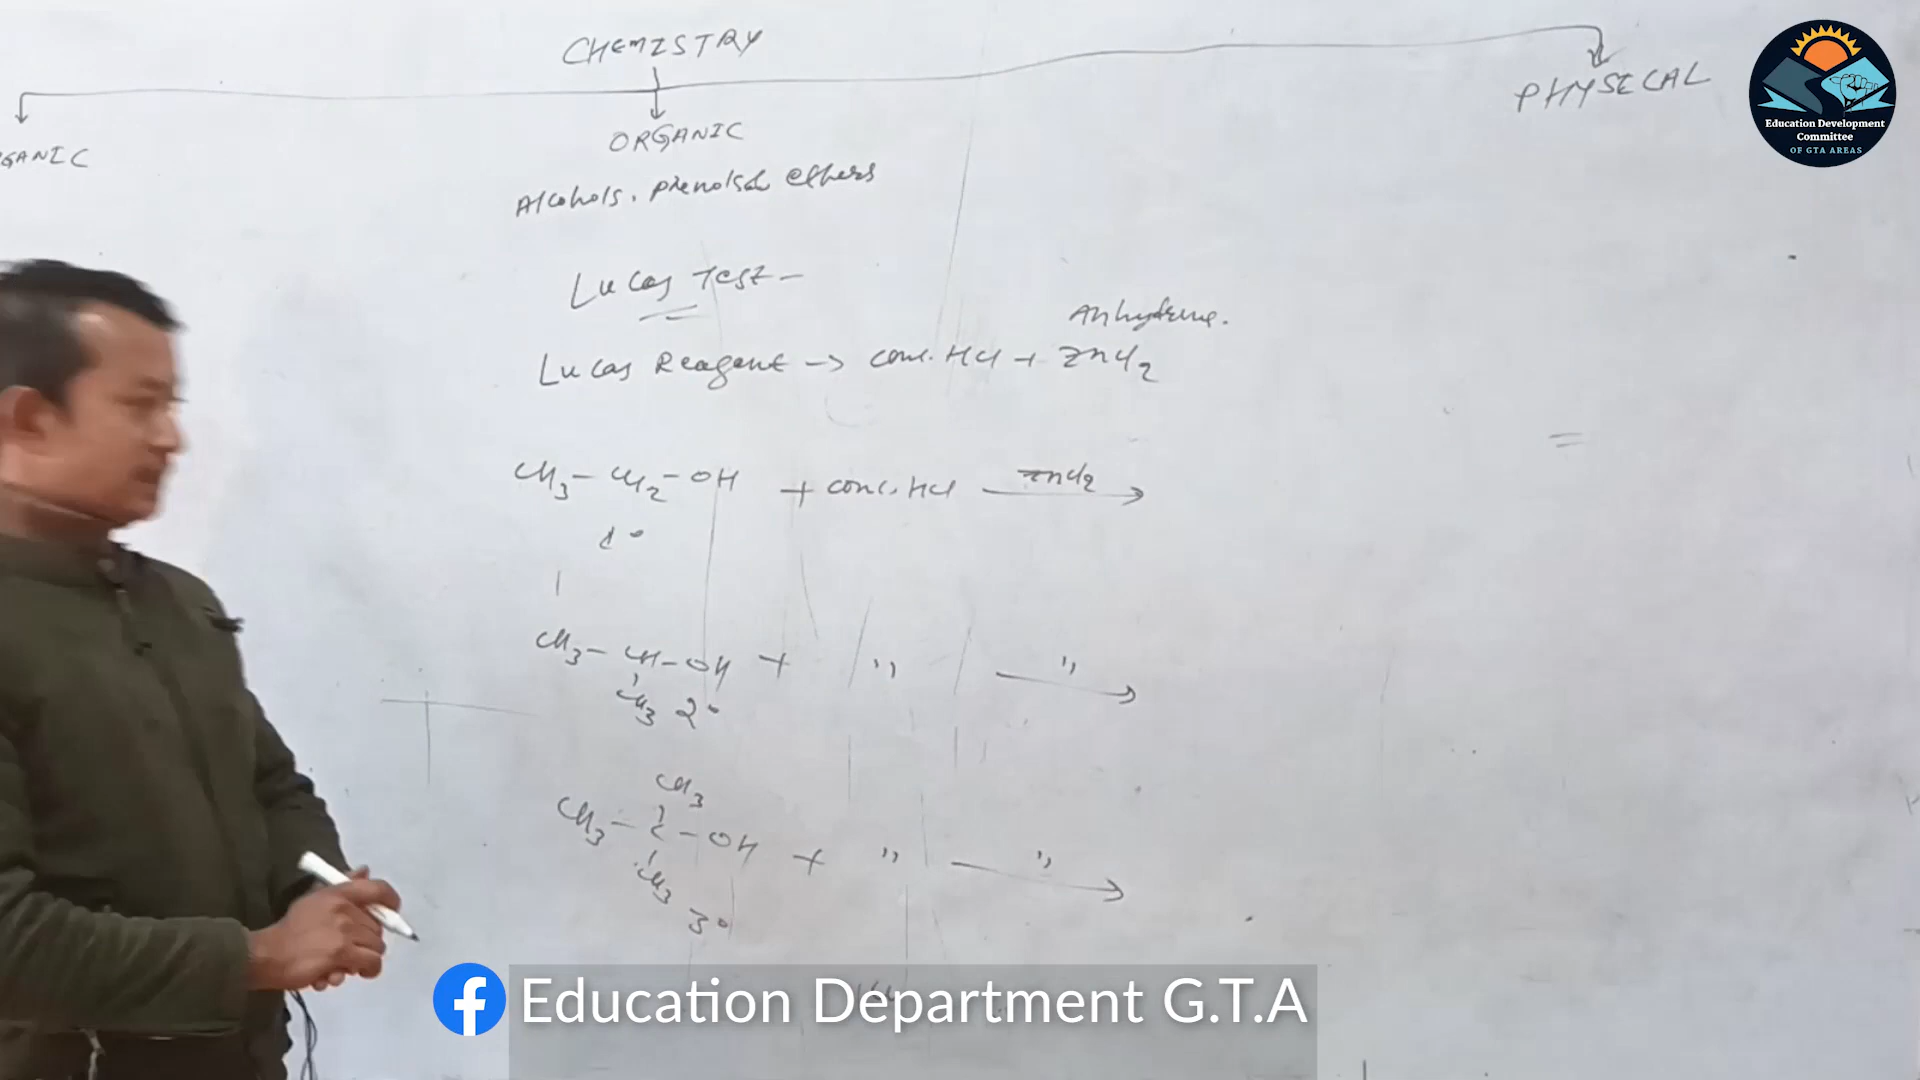 CHEMISTRY
GANIC
ORGANIC
PHYSICAL
Alcohols, phenols & ethers
Lucas Test -
Anhydrous.
Lucas Reagent -> conc. HCl + ZnCl2
CH3 - CH2 - OH + conc. HCl ZnCl2 →
1°
CH3 - CH - OH + " " →
CH3 2°
CH3
CH3 - C - OH + " " →
CH3
3°
Education Development
Committee
OF GTA AREAS
Education Department G.T.A